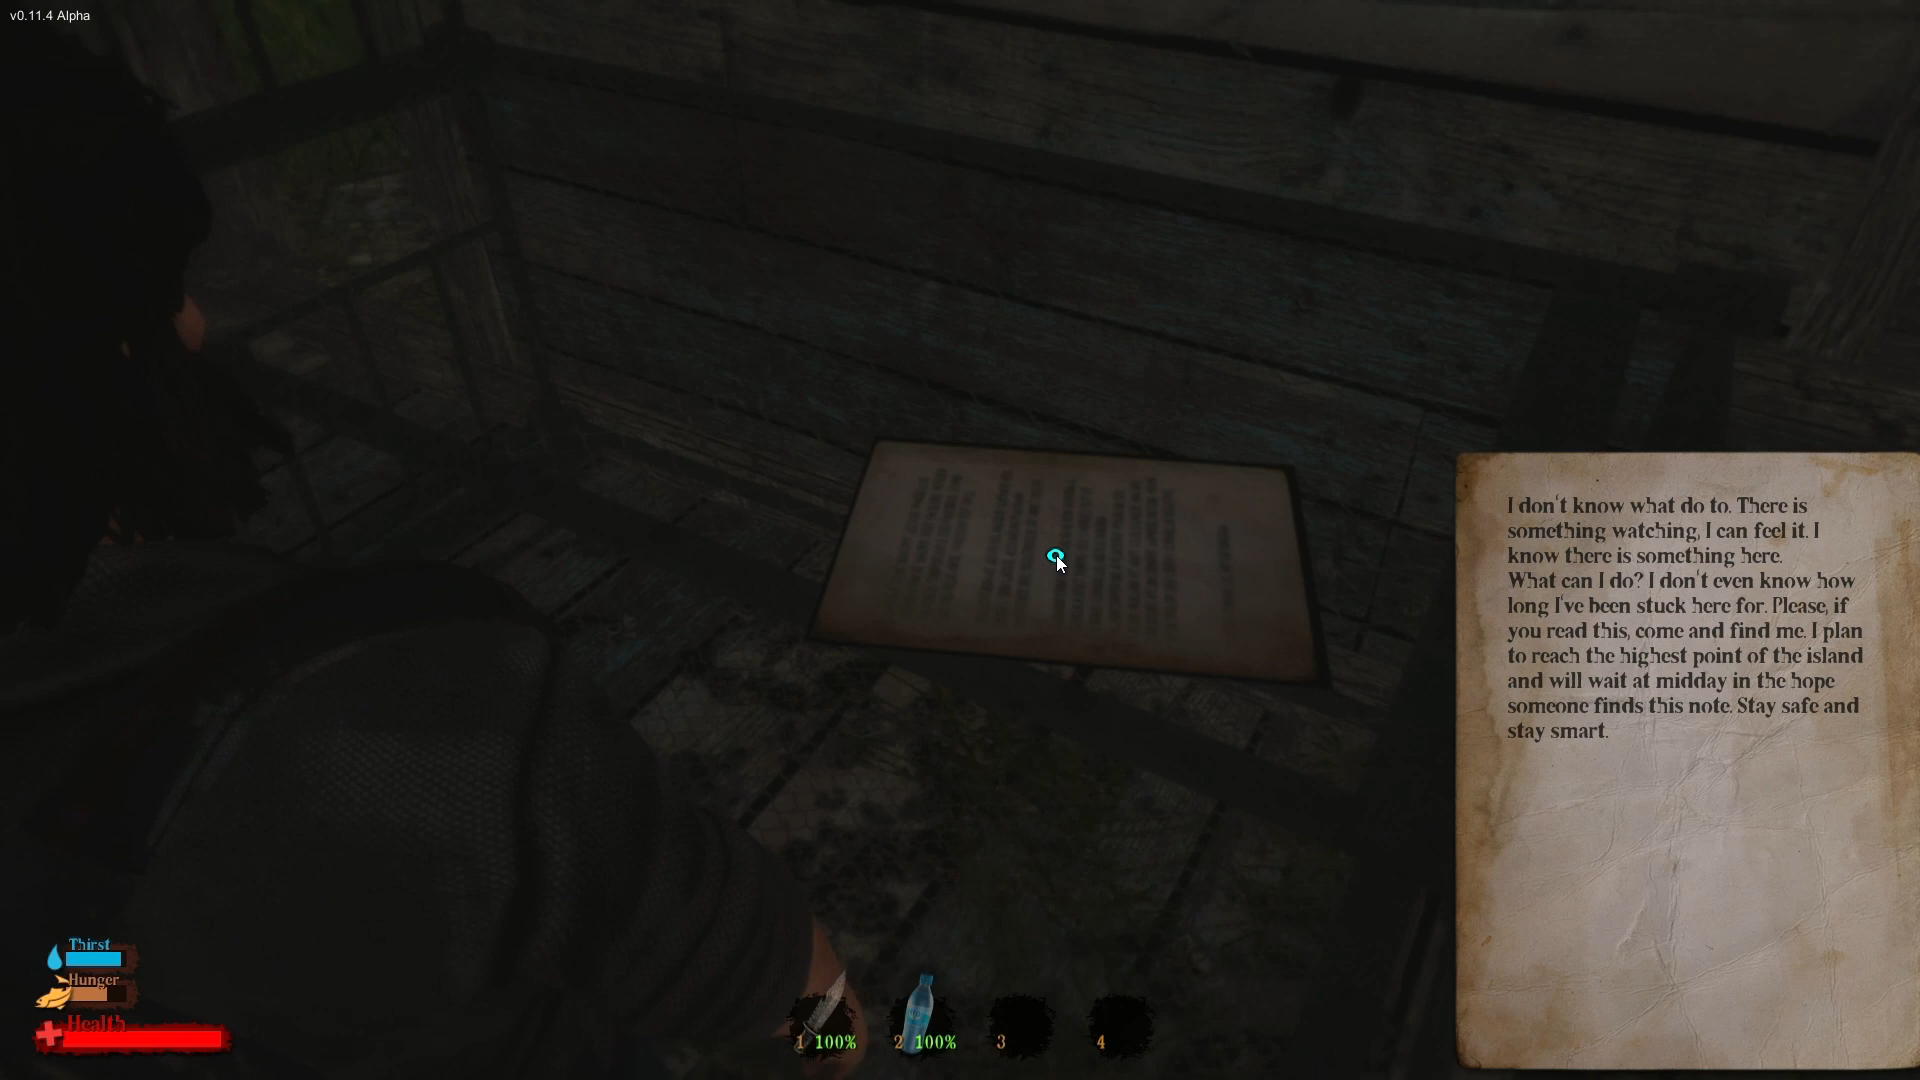 v0.11.4 Alpha
I don't know what do to. There is
something watching, I can feel it. I
know there is something here.
What can I do? I don't even know how
long I've been stuck here for. Please, if
you read this, come and find me. I plan
to reach the highest point of the island
and will wait at midday in the hope
someone finds this note. Stay safe and
stay smart.
Thirst
Hunger
Health
1 100%
2 100%
3
4